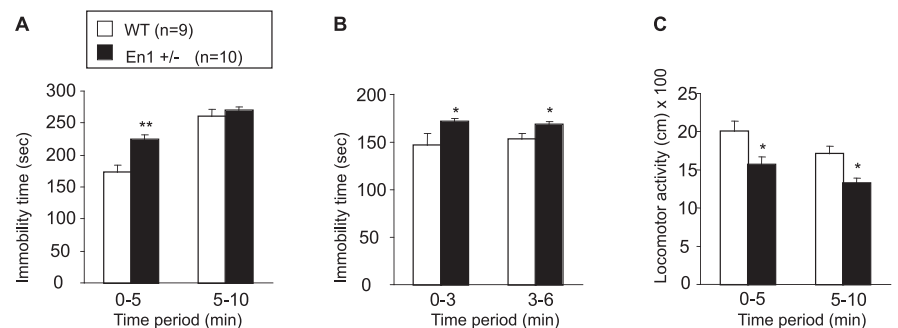 A
WT (n=9)
En1 +/- (n=10)
Immobility time (sec)
300
250
200
150
100
50
0
**
0-5
5-10
Time period (min)
B
Immobility time (sec)
200
150
100
50
0
*
*
0-3
3-6
Time period (min)
C
Locomotor activity (cm) x 100
25
20
15
10
5
0
*
*
0-5
5-10
Time period (min)